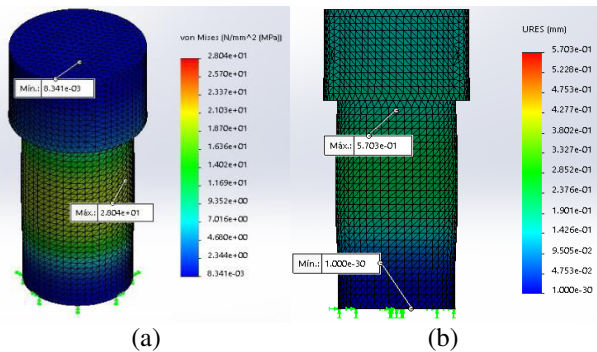 von Mises (N/mm^2 (MPa))
2.804e+01
2.570e+01
2.337e+01
2.103e+01
1.870e+01
1.636e+01
1.402e+01
1.169e+01
9.352e+00
7.016e+00
4.680e+00
2.344e+00
8.341e-03
Mín.: 8.341e-03
Máx.: 2.804e+01
(a)
URES (mm)
5.703e-01
5.228e-01
4.753e-01
4.277e-01
3.802e-01
3.327e-01
2.852e-01
2.376e-01
1.901e-01
1.426e-01
9.505e-02
4.753e-02
1.000e-30
Máx.: 5.703e-01
Mín.: 1.000e-30
(b)